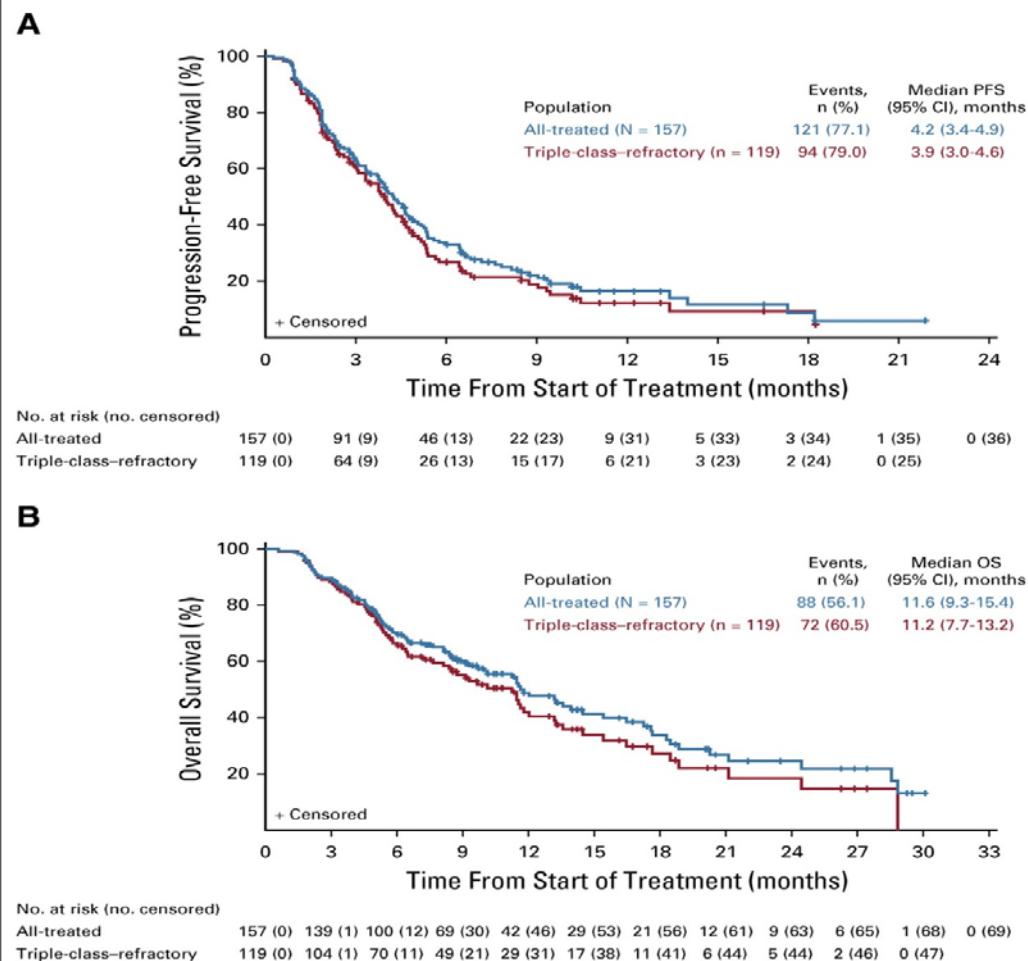 A
Progression-Free Survival (%)
100
80
60
40
20
Events, Median PFS
Population n (%) (95% CI), months
All-treated (N = 157) 121 (77.1) 4.2 (3.4-4.9)
Triple-class–refractory (n = 119) 94 (79.0) 3.9 (3.0-4.6)
+ Censored
0 3 6 9 12 15 18 21 24
Time From Start of Treatment (months)
No. at risk (no. censored)
All-treated 157 (0) 91 (9) 46 (13) 22 (23) 9 (31) 5 (33) 3 (34) 1 (35) 0 (36)
Triple-class–refractory 119 (0) 64 (9) 26 (13) 15 (17) 6 (21) 3 (23) 2 (24) 0 (25)
B
Overall Survival (%)
100
80
60
40
20
Events, Median OS
Population n (%) (95% CI), months
All-treated (N = 157) 88 (56.1) 11.6 (9.3-15.4)
Triple-class–refractory (n = 119) 72 (60.5) 11.2 (7.7-13.2)
+ Censored
0 3 6 9 12 15 18 21 24 27 30 33
Time From Start of Treatment (months)
No. at risk (no. censored)
All-treated 157 (0) 139 (1) 100 (12) 69 (30) 42 (46) 29 (53) 21 (56) 12 (61) 9 (63) 6 (65) 1 (68) 0 (69)
Triple-class–refractory 119 (0) 104 (1) 70 (11) 49 (21) 29 (31) 17 (38) 11 (41) 6 (44) 5 (44) 2 (46) 0 (47)